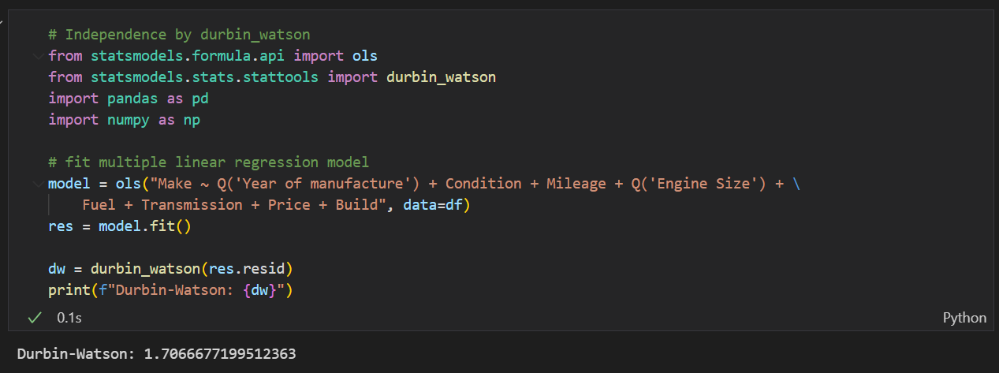 # Independence by durbin_watson
from statsmodels.formula.api import ols
from statsmodels.stats.stattools import durbin_watson
import pandas as pd
import numpy as np
# fit multiple linear regression model
model = ols("Make ~ Q('Year of manufacture') + Condition + Mileage + Q('Engine Size') + \
Fuel + Transmission + Price + Build", data=df)
res = model.fit()
dw = durbin_watson(res.resid)
print(f"Durbin-Watson: {dw}")
0.1s
Python
Durbin-Watson: 1.7066677199512363